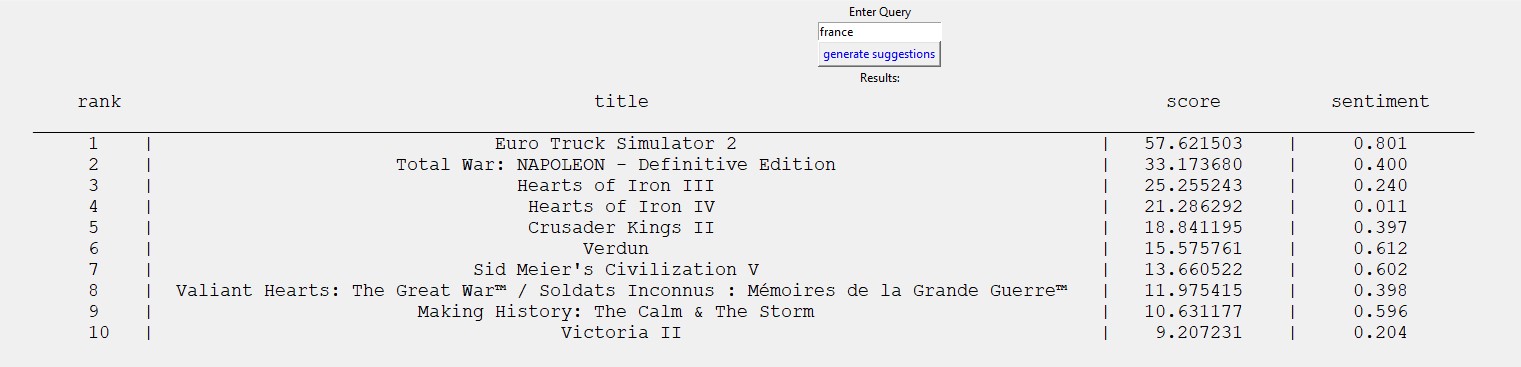 Enter Query
france
generate suggestions
Results:
rank title score sentiment
1 | Euro Truck Simulator 2 | 57.621503 | 0.801
2 | Total War: NAPOLEON - Definitive Edition | 33.173680 | 0.400
3 | Hearts of Iron III | 25.255243 | 0.240
4 | Hearts of Iron IV | 21.286292 | 0.011
5 | Crusader Kings II | 18.841195 | 0.397
6 | Verdun | 15.575761 | 0.612
7 | Sid Meier's Civilization V | 13.660522 | 0.602
8 | Valiant Hearts: The Great War™ / Soldats Inconnus : Mémoires de la Grande Guerre™ | 11.975415 | 0.398
9 | Making History: The Calm & The Storm | 10.631177 | 0.596
10 | Victoria II | 9.207231 | 0.204